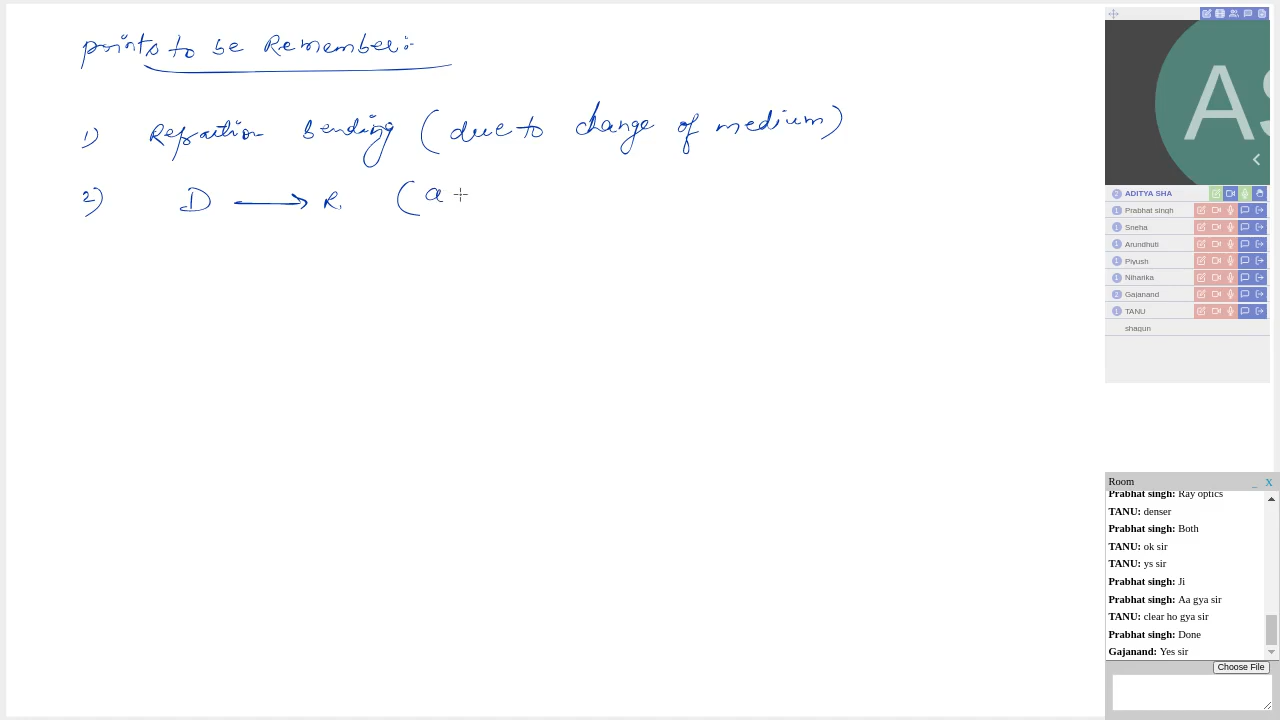 points to be Remember:-
1) Refraction Bending (due to change of medium)
2) D → R (a
AS
ADITYA SHA
Prabhat singh
Sneha
Arundhuti
Piyush
Niharika
Gajanand
TANU
shagun
Room _ X
Prabhat singh: Ray optics
TANU: denser
Prabhat singh: Both
TANU: ok sir
TANU: ys sir
Prabhat singh: Ji
Prabhat singh: Aa gya sir
TANU: clear ho gya sir
Prabhat singh: Done
Gajanand: Yes sir
Choose File